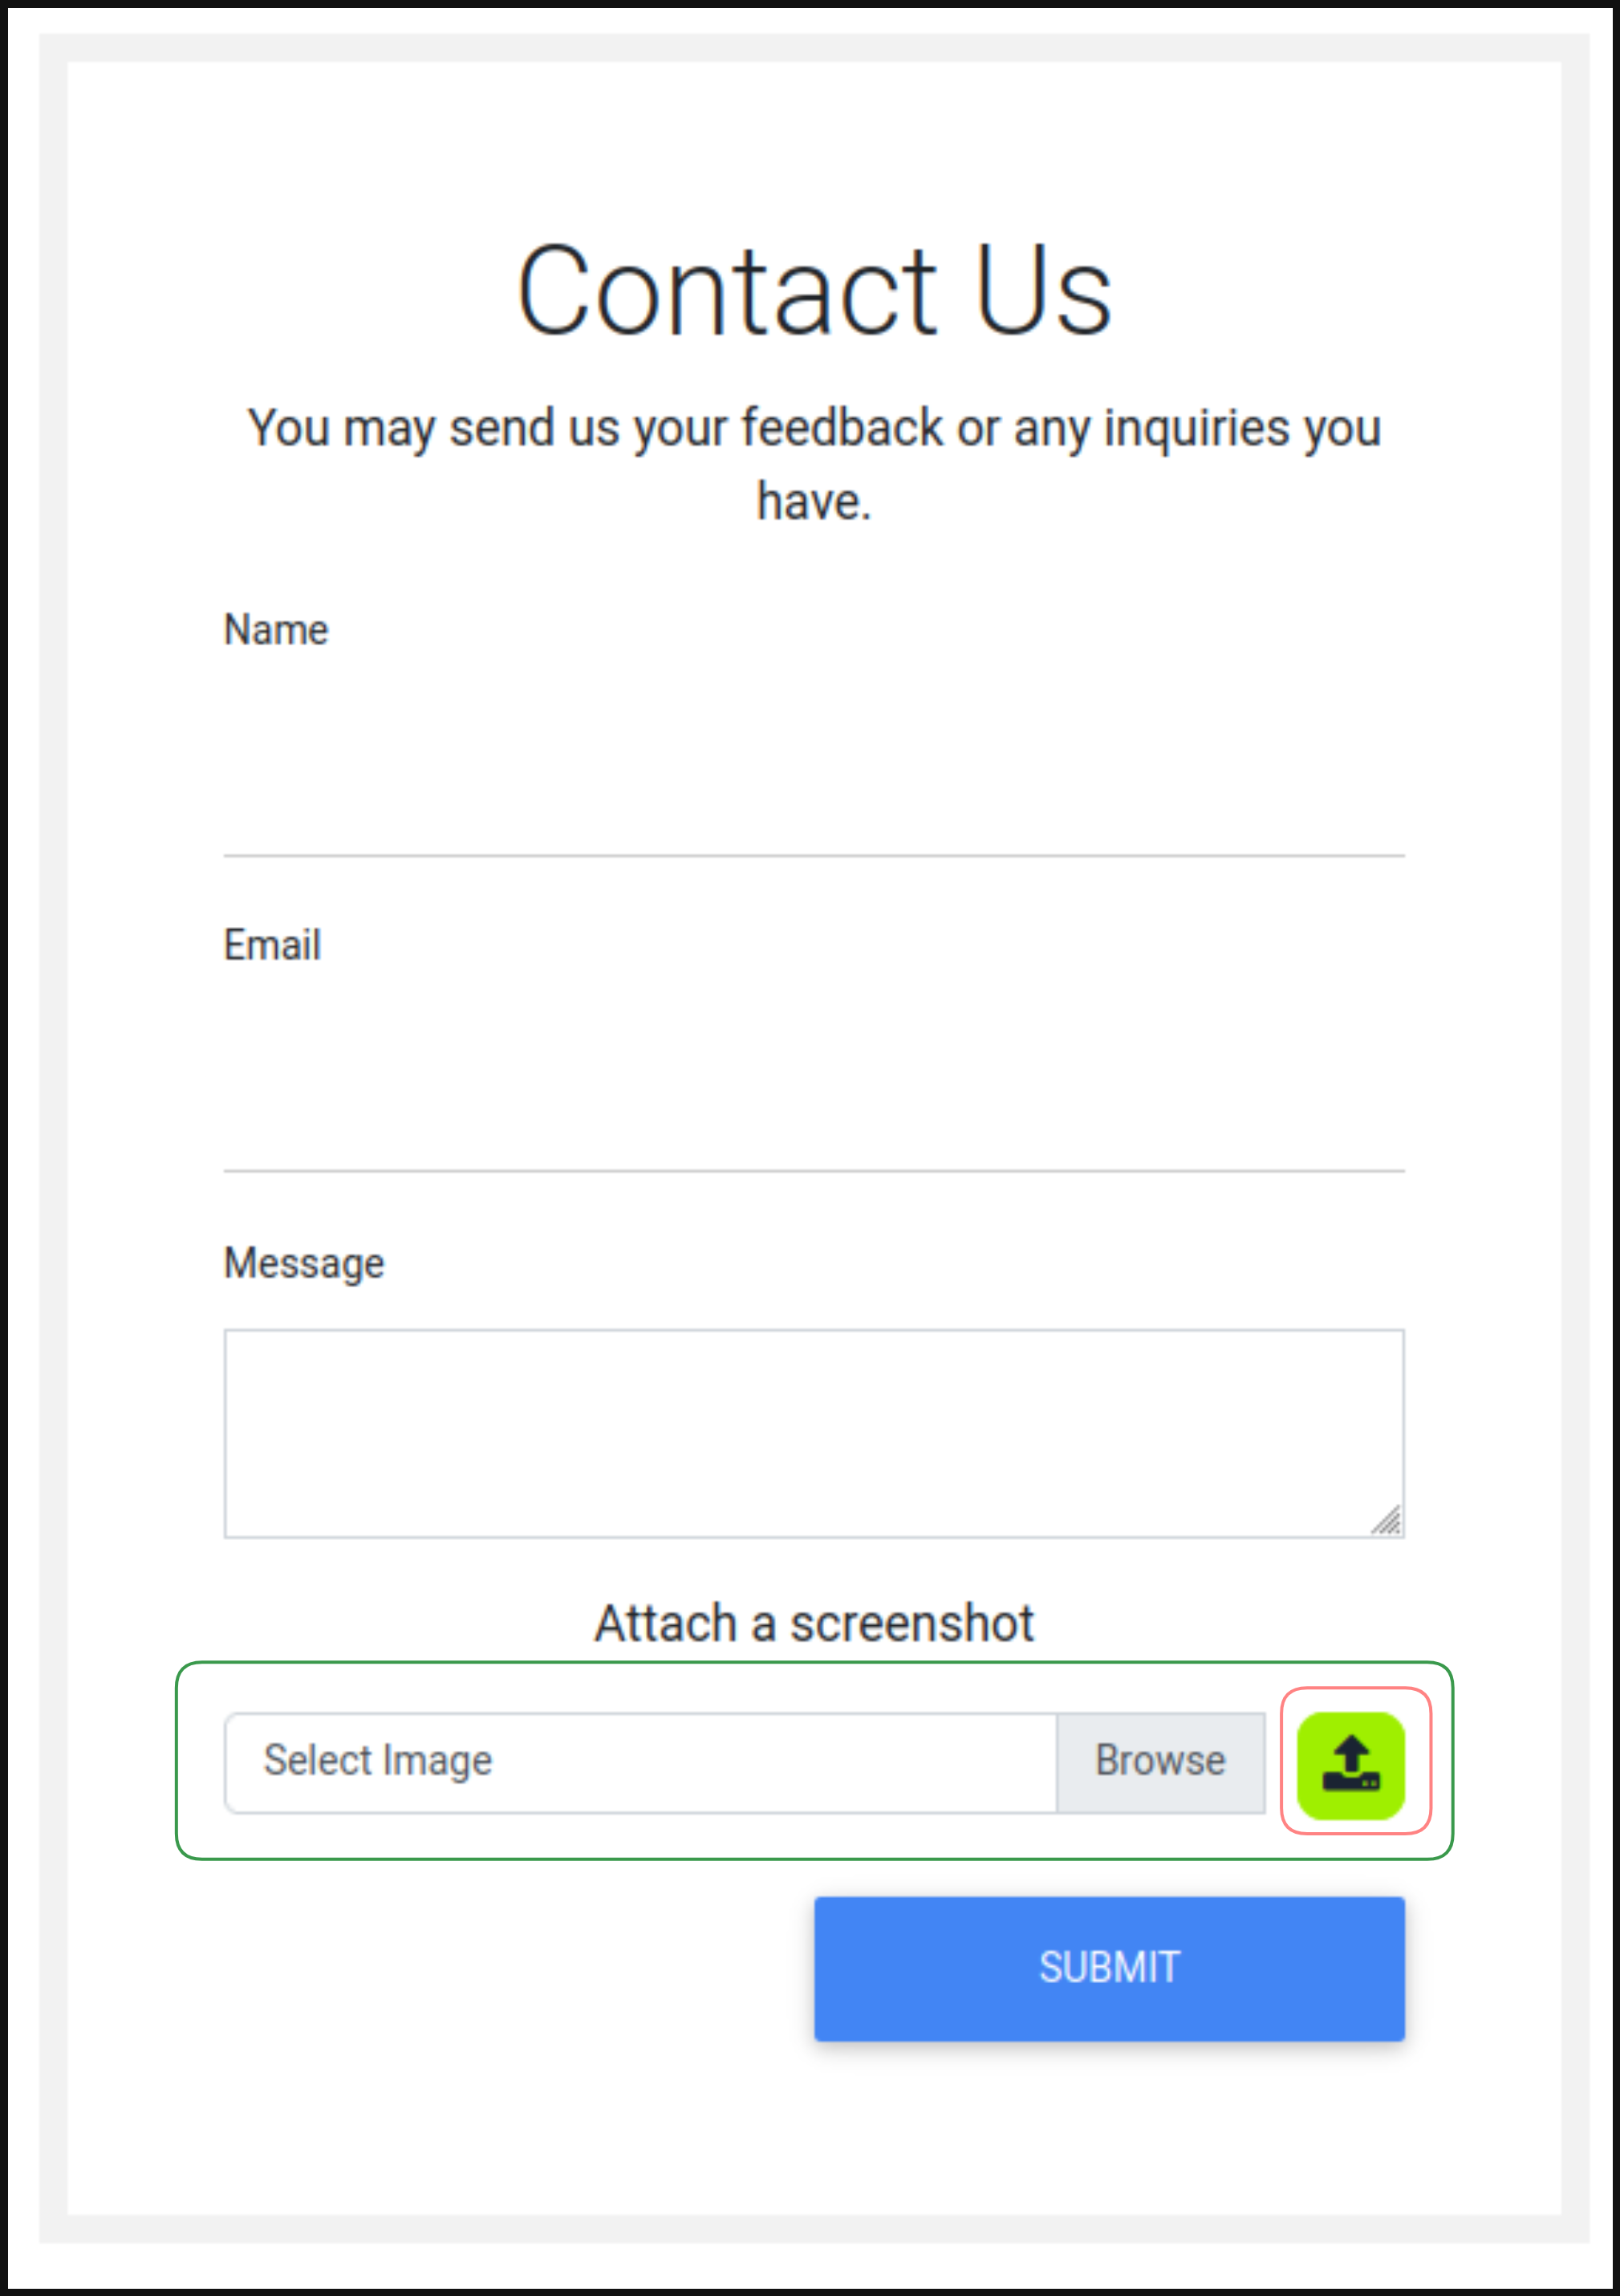 Contact Us
You may send us your feedback or any inquiries you
have.
Name
Email
Message
Attach a screenshot
Select Image Browse
SUBMIT